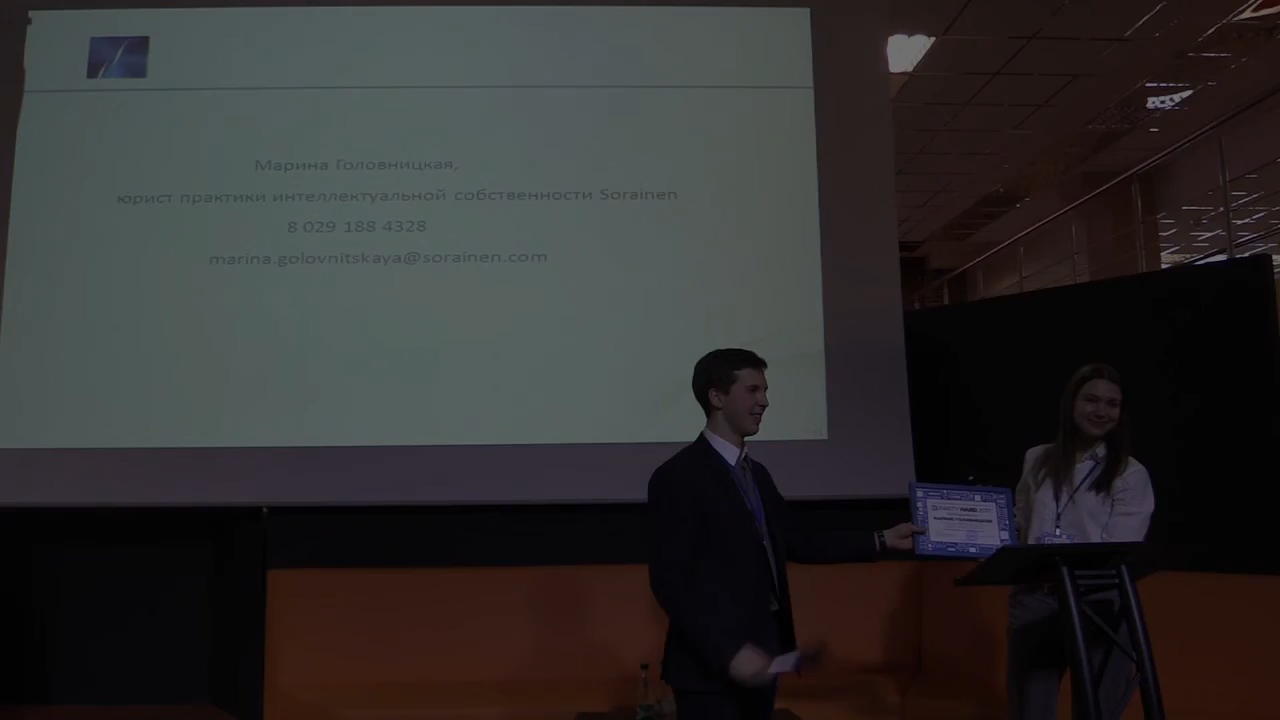 Марина Головницкая,
юрист практики интеллектуальной собственности Sorainen
8 029 188 4328
marina.golovnitskaya@sorainen.com